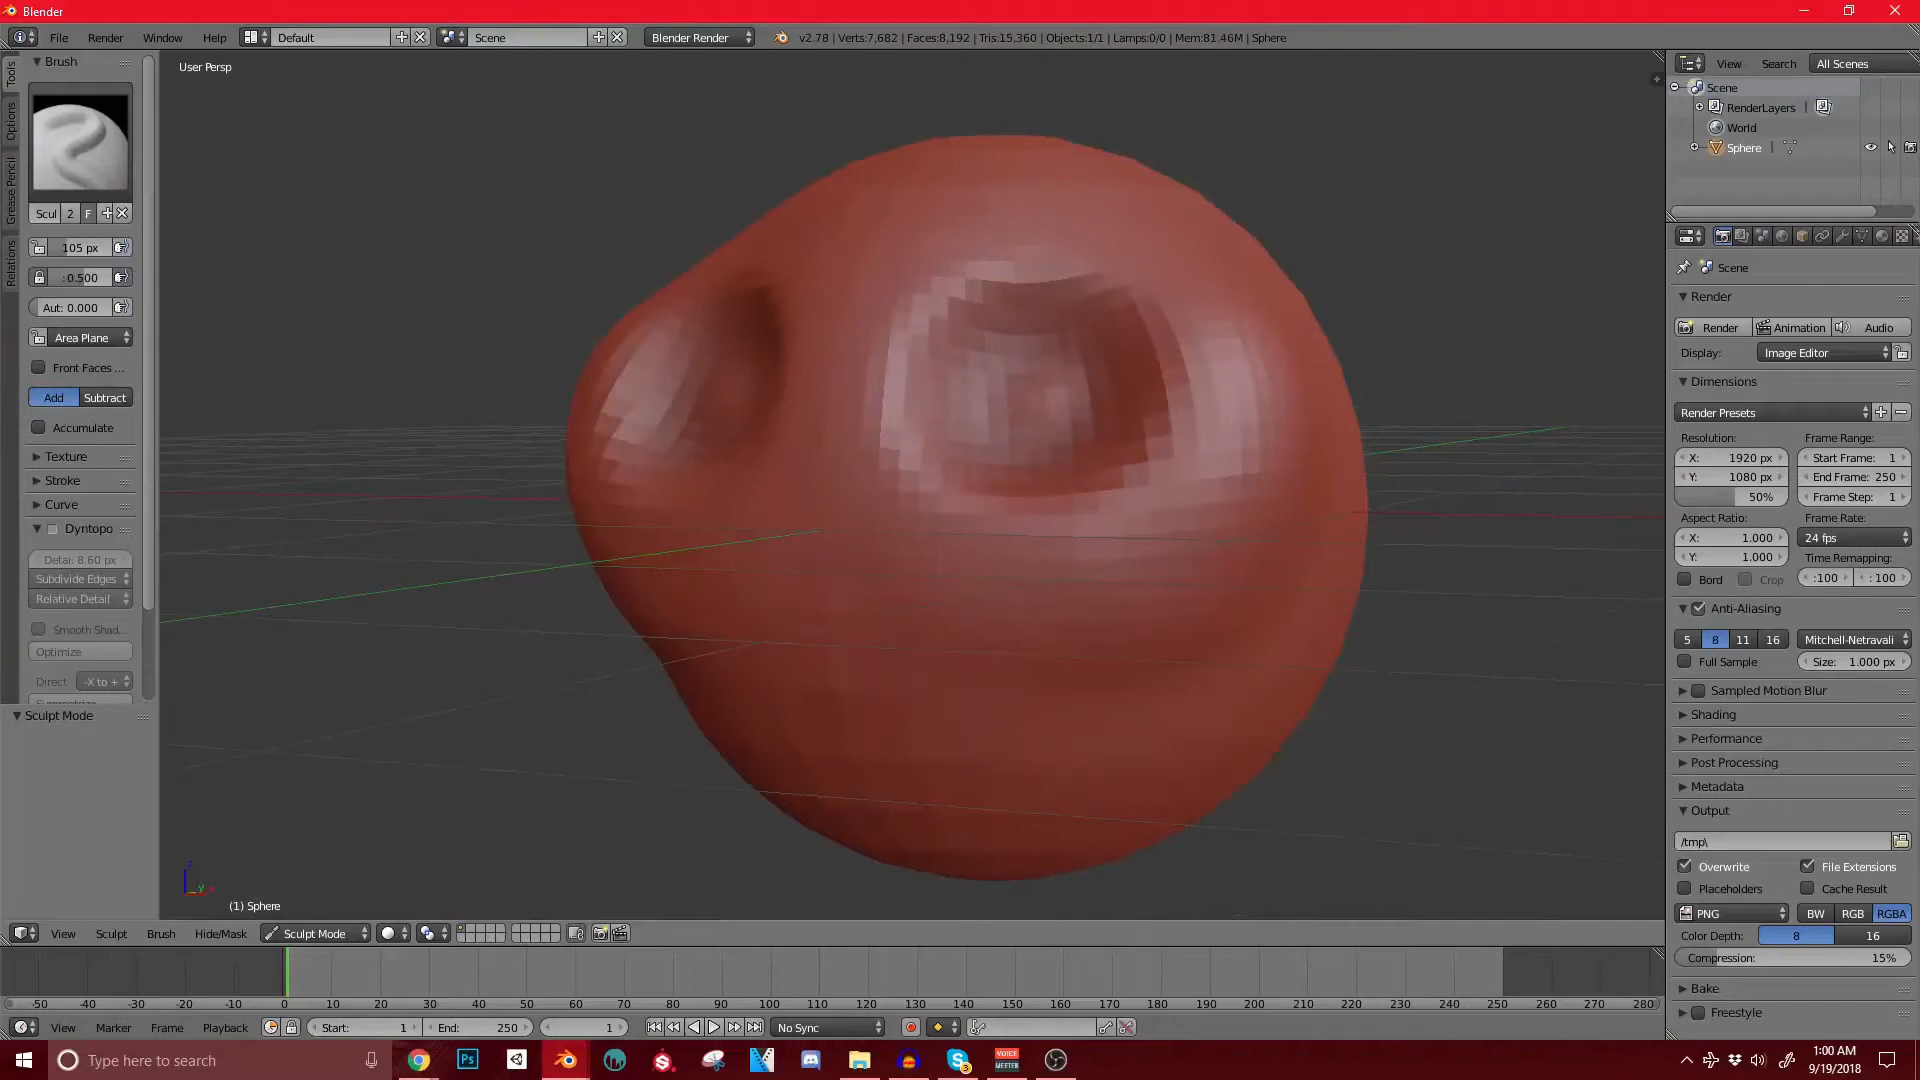 Blender
File Render Window Help Default Scene Blender Render v2.78 | Verts:7,682 | Faces:8,192 | Tris:15,360 | Objects:1/1 | Lamps:0/0 | Mem:81.46M | Sphere
Tools
Options
Grease Pencil
Relations
Brush
Scul 2 F
105 px
:0.500
Aut: 0.000
Area Plane
Front Faces ...
Add Subtract
Accumulate
Texture
Stroke
Curve
Dyntopo
Detai: 8.60 px
Subdivide Edges
Relative Detail
Smooth Shad...
Optimize
Direct -X to +
Symmetrize
Sculpt Mode
User Persp
z
y
(1) Sphere
View Sculpt Brush Hide/Mask Sculpt Mode
-50 -40 -30 -20 -10 0 10 20 30 40 50 60 70 80 90 100 110 120 130 140 150 160 170 180 190 200 210 220 230 240 250 260 270 280
View Marker Frame Playback Start: 1 End: 250 1 No Sync
View Search All Scenes
Scene
RenderLayers |
World
Sphere |
Scene
Render
Render Animation Audio
Display: Image Editor
Dimensions
Render Presets
Resolution: Frame Range:
X: 1920 px Start Frame: 1
Y: 1080 px End Frame: 250
50% Frame Step: 1
Aspect Ratio: Frame Rate:
X: 1.000 24 fps
Y: 1.000 Time Remapping:
Bord Crop :100 : 100
Anti-Aliasing
5 8 11 16 Mitchell-Netravali
Full Sample Size: 1.000 px
Sampled Motion Blur
Shading
Performance
Post Processing
Metadata
Output
/tmp\
Overwrite File Extensions
Placeholders Cache Result
PNG BW RGB RGBA
Color Depth: 8 16
Compression: 15%
Bake
Freestyle
Type here to search
Ps
VOICE
MEETER
1:00 AM
9/19/2018